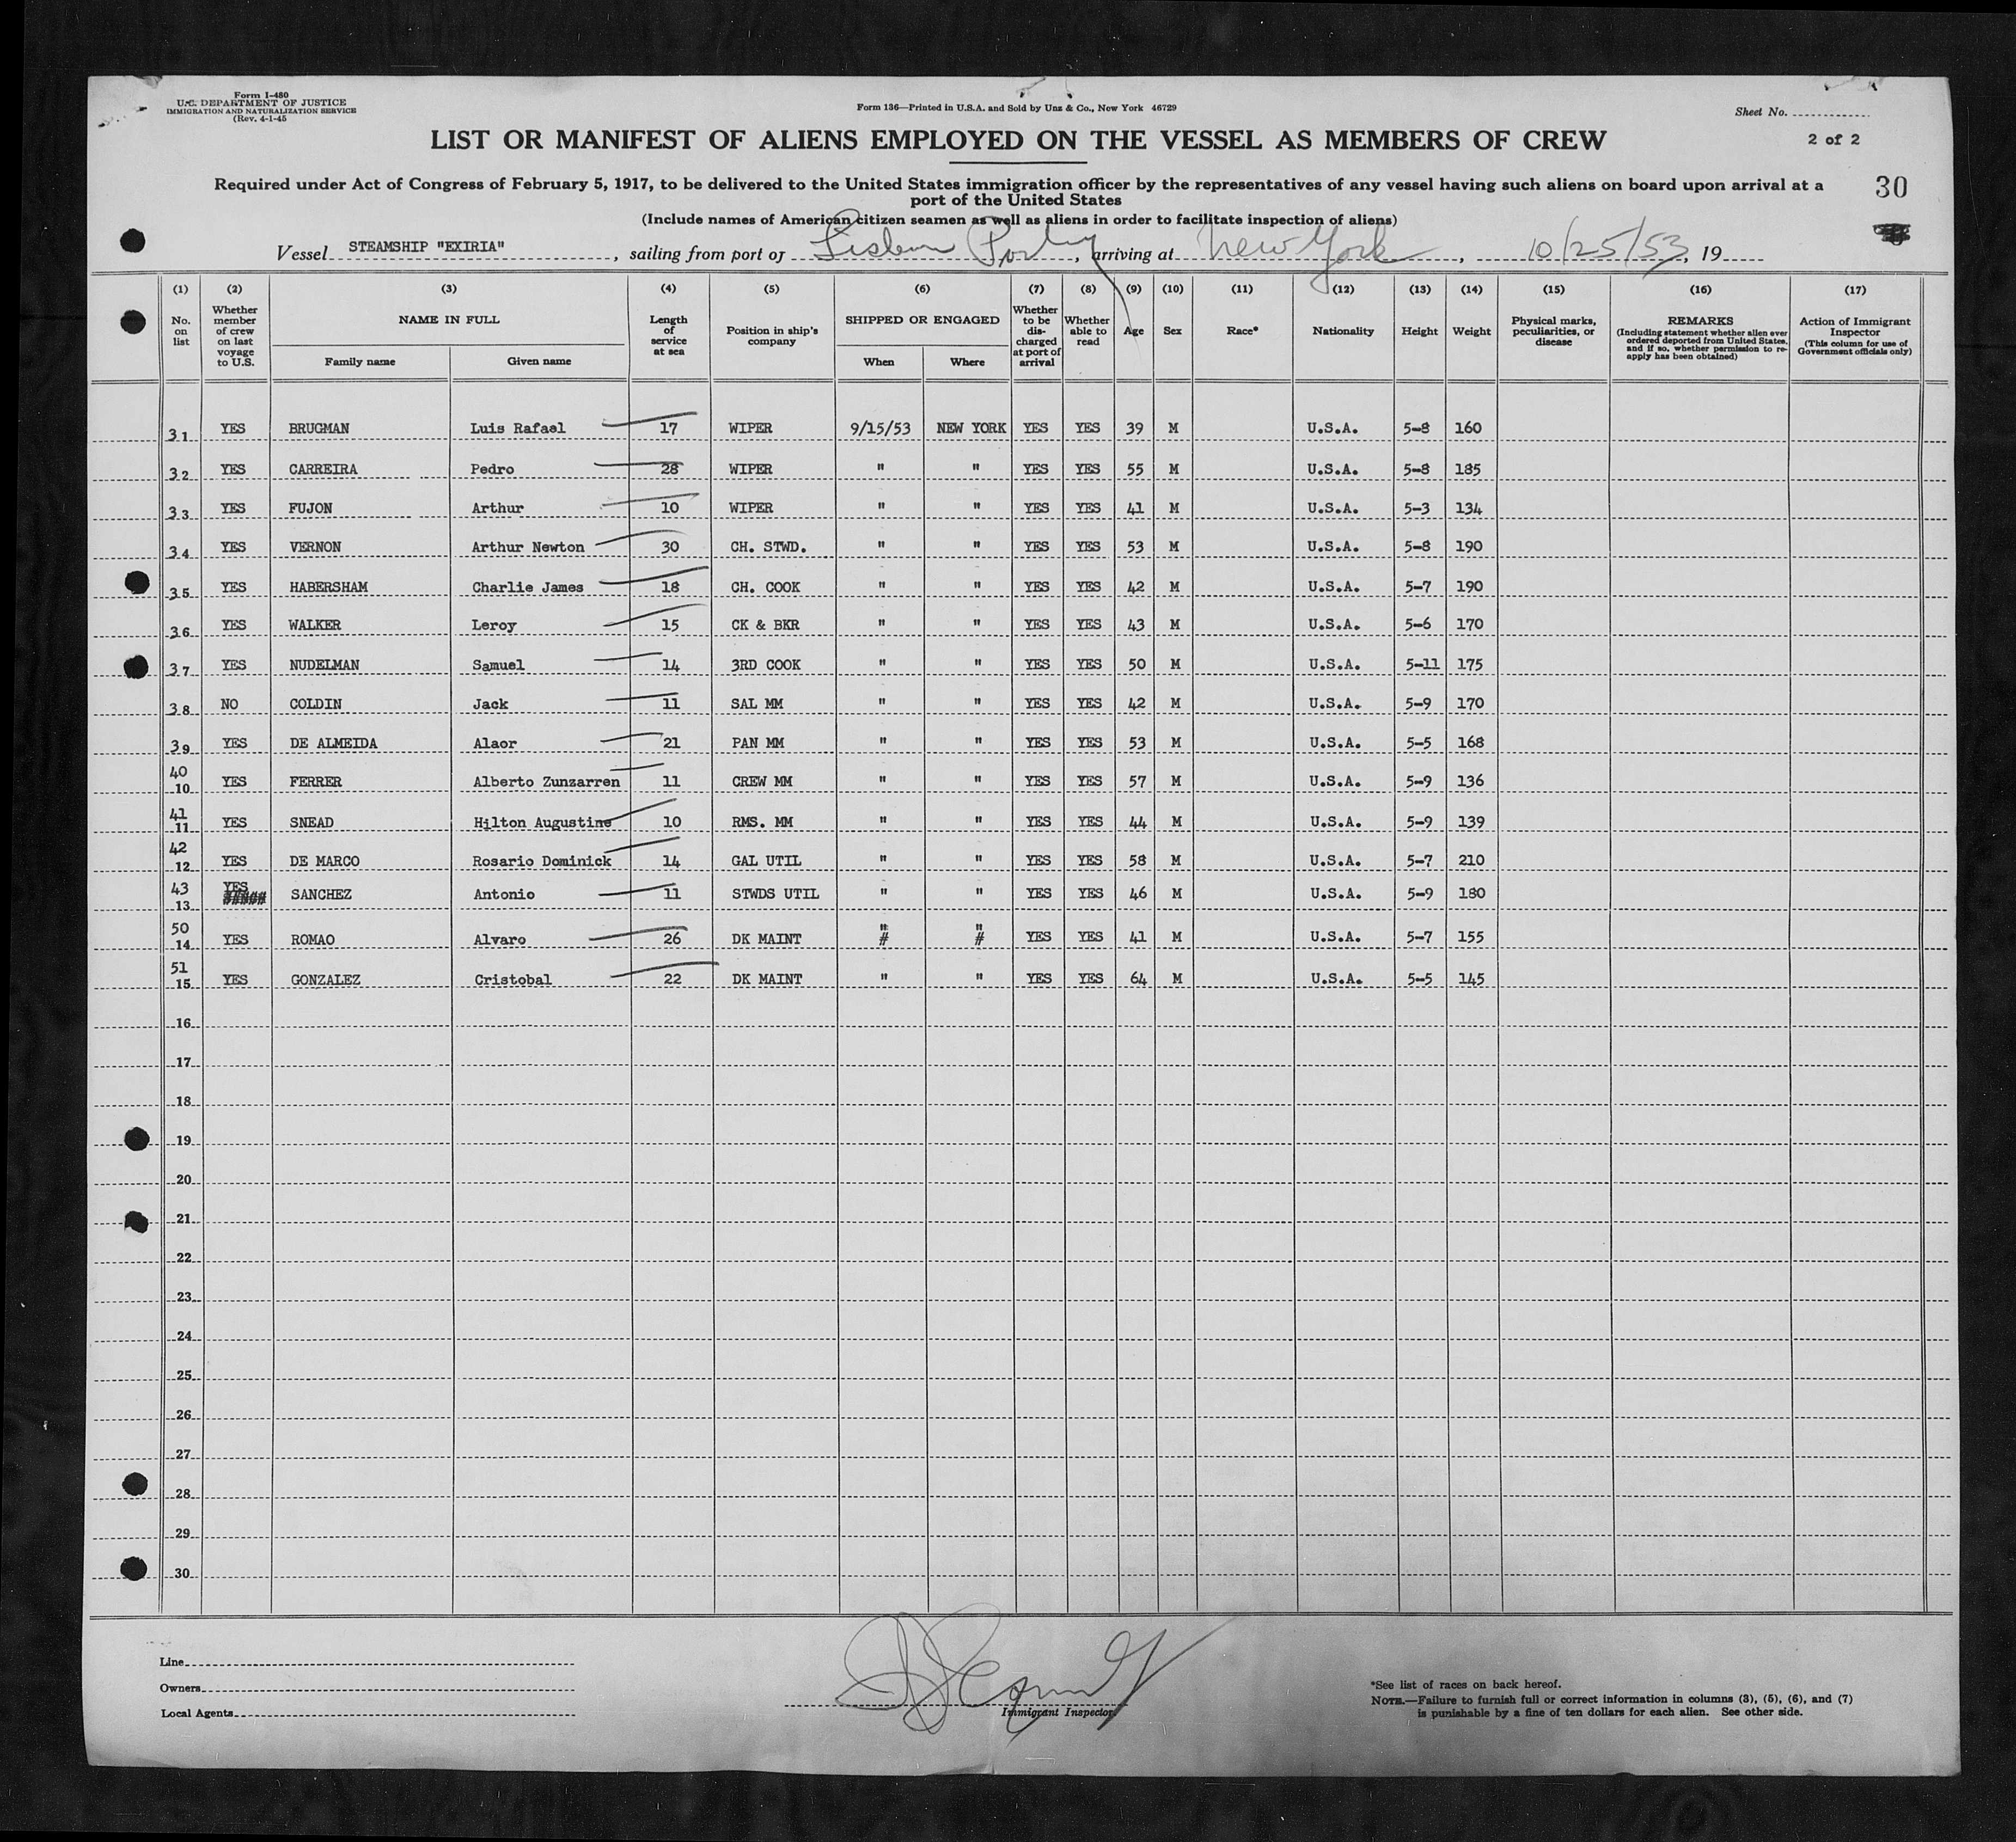 Form I-480
U.S. DEPARTMENT OF JUSTICE
IMMIGRATION AND NATURALIZATION SERVICE
(Rev. 4-1-45
Form 136—Printed in U.S.A. and Sold by Unz & Co., New York 46729
Sheet No.
2 of 2
LIST OR MANIFEST OF ALIENS EMPLOYED ON THE VESSEL AS MEMBERS OF CREW
Required under Act of Congress of February 5, 1917, to be delivered to the United States immigration officer by the representatives of any vessel having such aliens on board upon arrival at a
port of the United States
30
(Include names of American citizen seamen as well as aliens in order to facilitate inspection of aliens)
Vessel STEAMSHIP "EXIRIA", sailing from port of Lisbon, arriving at New York, 10/25/53, 19
(1) (2) (3) (4) (5) (6) (7) (8) (9) (10) (11) (12) (13) (14) (15) (16) (17)
No. on list
Whether member of crew on last voyage to U.S.
NAME IN FULL
Family name
Given name
Length of service at sea
Position in ship's company
SHIPPED OR ENGAGED
When
Where
Whether to be discharged at port of arrival
Whether able to read
Age
Sex
Race*
Nationality
Height
Weight
Physical marks, peculiarities, or disease
REMARKS
(Including statement whether alien ever ordered deported from United States, and if so, whether permission to re-apply has been obtained)
Action of Immigrant Inspector
(This column for use of Government officials only)
31 YES BRUGMAN Luis Rafael 17 WIPER 9/15/53 NEW YORK YES YES 39 M U.S.A. 5-8 160
32 YES CARREIRA Pedro 28 WIPER " " YES YES 55 M U.S.A. 5-8 185
33 YES FUJON Arthur 10 WIPER " " YES YES 41 M U.S.A. 5-3 134
34 YES VERNON Arthur Newton 30 CH. STWD. " " YES YES 53 M U.S.A. 5-8 190
35 YES HABERSHAM Charlie James 18 CH. COOK " " YES YES 42 M U.S.A. 5-7 190
36 YES WALKER Leroy 15 CK & BKR " " YES YES 43 M U.S.A. 5-6 170
37 YES NUDELMAN Samuel 14 3RD COOK " " YES YES 50 M U.S.A. 5-11 175
38 NO COLDIN Jack 11 SAL MM " " YES YES 42 M U.S.A. 5-9 170
39 YES DE ALMEIDA Alaor 21 PAN MM " " YES YES 53 M U.S.A. 5-5 168
40 10 YES FERRER Alberto Zunzarren 11 CREW MM " " YES YES 57 M U.S.A. 5-9 136
41 11 YES SNEAD Hilton Augustine 10 RMS. MM " " YES YES 44 M U.S.A. 5-9 139
42 12 YES DE MARCO Rosario Dominick 14 GAL UTIL " " YES YES 58 M U.S.A. 5-7 210
43 13 YES ##### SANCHEZ Antonio 11 STWDS UTIL " " YES YES 46 M U.S.A. 5-9 180
50 14 YES ROMAO Alvaro 26 DK MAINT " # " # YES YES 41 M U.S.A. 5-7 155
51 15 YES GONZALEZ Cristobal 22 DK MAINT " " YES YES 64 M U.S.A. 5-5 145
16
17
18
19
20
21
22
23
24
25
26
27
28
29
30
Line
Owners
Local Agents
Immigrant Inspector
*See list of races on back hereof.
NOTE.—Failure to furnish full or correct information in columns (3), (5), (6), and (7)
is punishable by a fine of ten dollars for each alien. See other side.